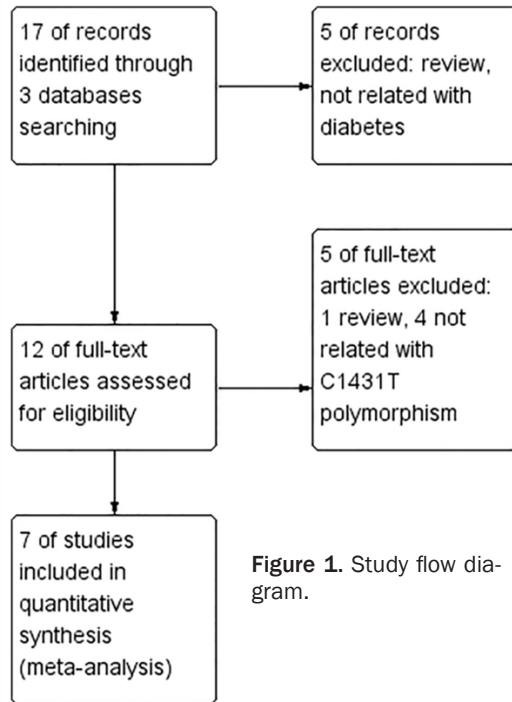 17 of records
identified through
3 databases
searching
5 of records
excluded: review,
not related with
diabetes
5 of full-text
articles excluded:
1 review, 4 not
related with
C1431T
polymorphism
12 of full-text
articles assessed
for eligibility
7 of studies
included in
quantitative
synthesis
(meta-analysis)
Figure 1. Study flow dia-
gram.